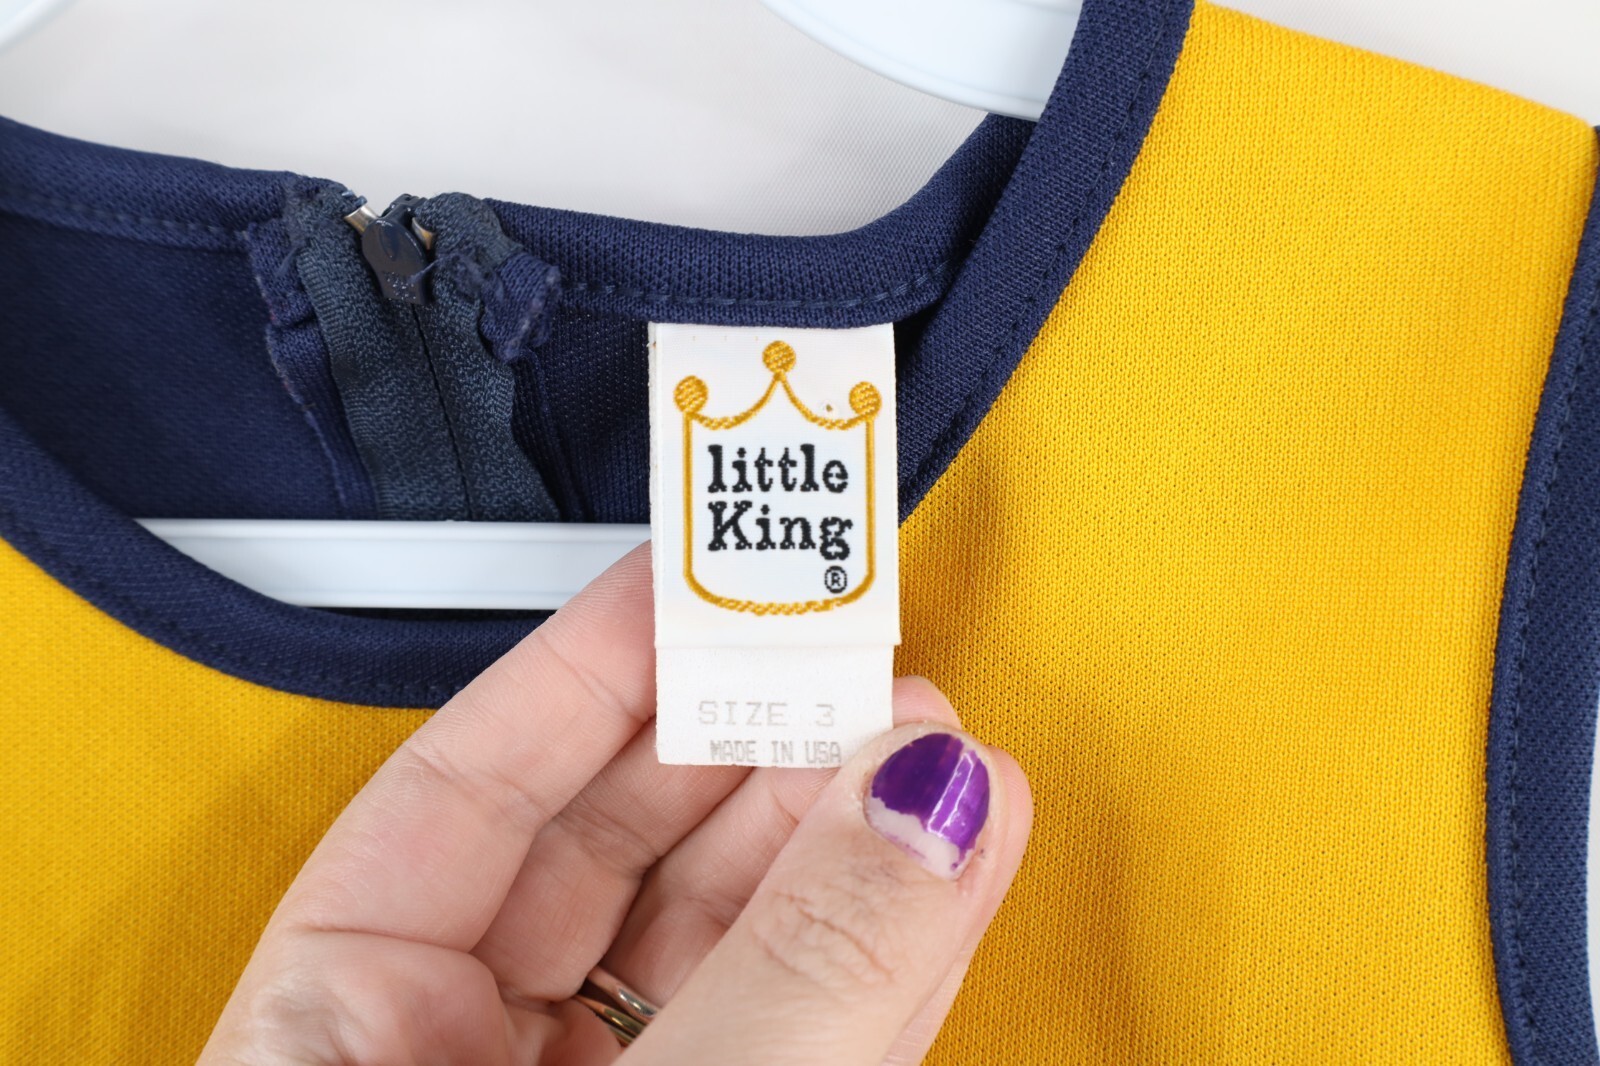 little
King
®
SIZE 3
MADE IN USA